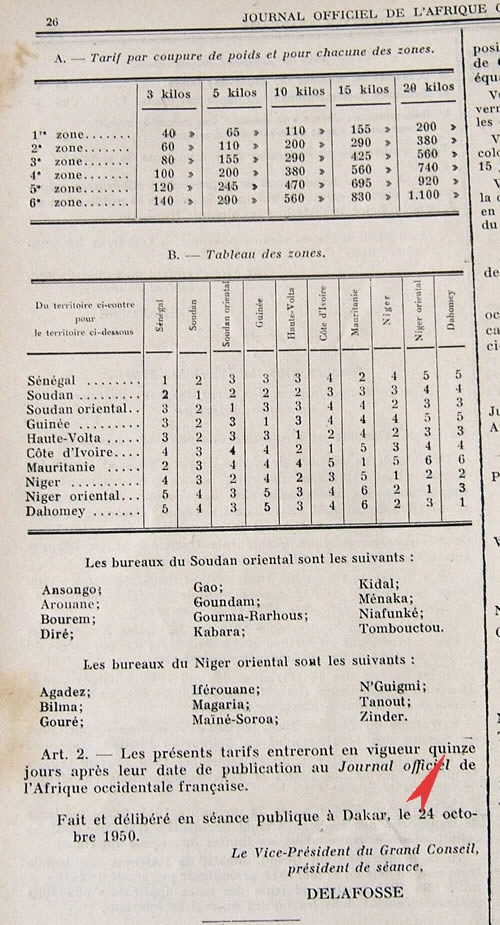 26 JOURNAL OFFICIEL DE L'AFRIQUE
A. — Tarif par coupure de poids et pour chacune des zones.
3 kilos 5 kilos 10 kilos 15 kilos 20 kilos
1re zone....... 40 » 65 » 110 » 155 » 200 »
2e zone....... 60 » 110 » 200 » 290 » 380 »
3e zone....... 80 » 155 » 290 » 425 » 560 »
4e zone....... 100 » 200 » 380 » 560 » 740 »
5e zone....... 120 » 245 » 470 » 695 » 920 »
6e zone....... 140 » 290 » 560 » 830 » 1.100 »
B. — Tableau des zones.
Du territoire ci-contre
pour
le territoire ci-dessous
Sénégal Soudan Soudan oriental Guinée Haute-Volta Côte d'Ivoire Mauritanie Niger Niger oriental Dahomey
Sénégal ........ 1 2 3 3 3 4 2 4 5 5
Soudan ......... 2 1 2 2 2 3 3 3 4 4
Soudan oriental.. 3 2 1 3 3 4 4 2 3 3
Guinée ......... 3 2 3 1 3 4 4 4 5 5
Haute-Volta .... 3 2 3 3 1 2 4 2 3 3
Côte d'Ivoire.... 4 3 4 4 2 1 5 3 4 4
Mauritanie ..... 2 3 4 4 4 5 1 5 6 6
Niger .......... 4 3 2 4 2 3 5 1 2 2
Niger oriental... 5 4 3 5 3 4 6 2 1 3
Dahomey ........ 5 4 3 5 3 4 6 2 3 1
Les bureaux du Soudan oriental sont les suivants :
Ansongo; Gao; Kidal;
Arouane; Goundam; Ménaka;
Bourem; Gourma-Rarhous; Niafunké;
Diré; Kabara; Tombouctou.
Les bureaux du Niger oriental sont les suivants :
Agadez; Iférouane; N'Guigmi;
Bilma; Magaria; Tanout;
Gouré; Maïné-Soroa; Zinder.
Art. 2. — Les présents tarifs entreront en vigueur quinze
jours après leur date de publication au Journal officiel de
l'Afrique occidentale française.
Fait et délibéré en séance publique à Dakar, le 24 octo-
bre 1950.
Le Vice-Président du Grand Conseil,
président de séance,
DELAFOSSE